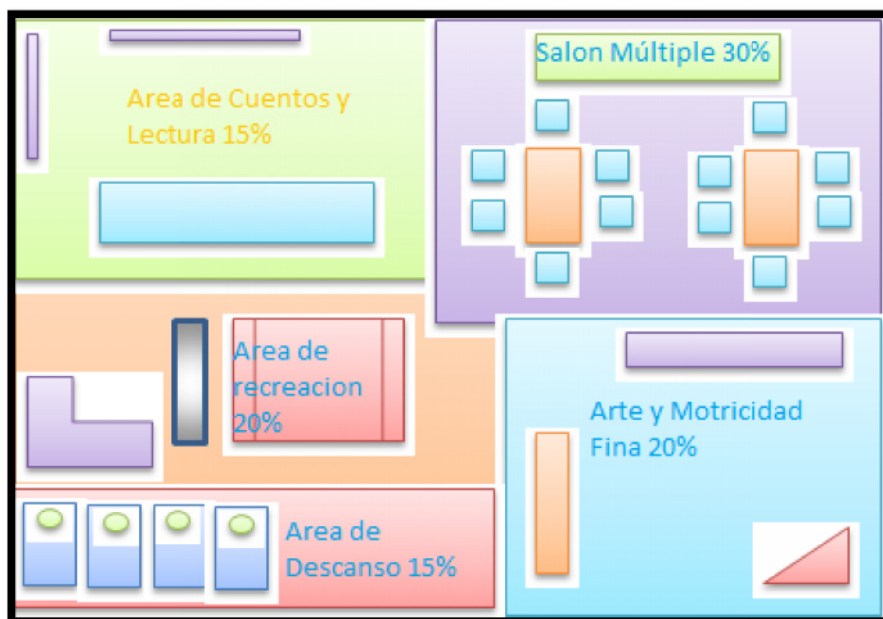 Salon Múltiple 30%
Area de Cuentos y
Lectura 15%
Area de
recreacion
20%
Arte y Motricidad
Fina 20%
Area de
Descanso 15%